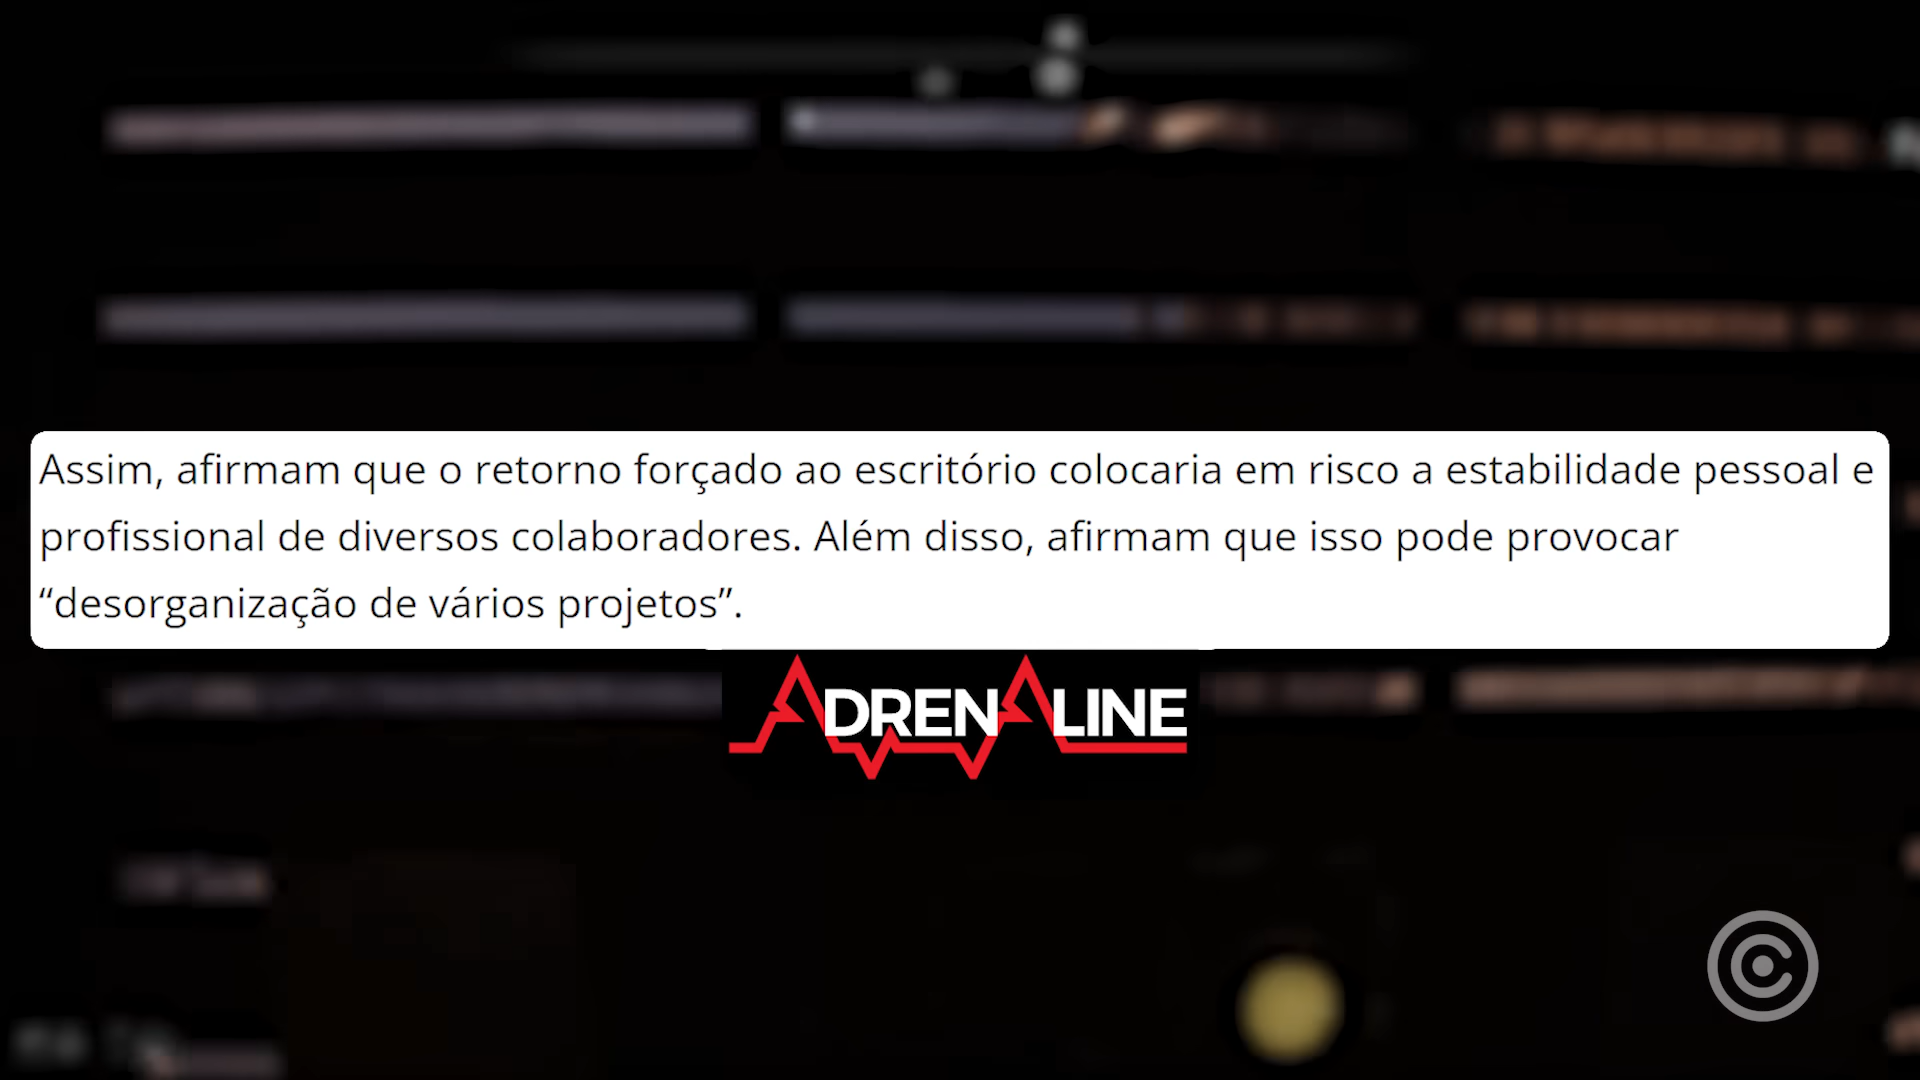 Assim, afirmam que o retorno forçado ao escritório colocaria em risco a estabilidade pessoal e
profissional de diversos colaboradores. Além disso, afirmam que isso pode provocar
“desorganização de vários projetos”.
ADRENALINE